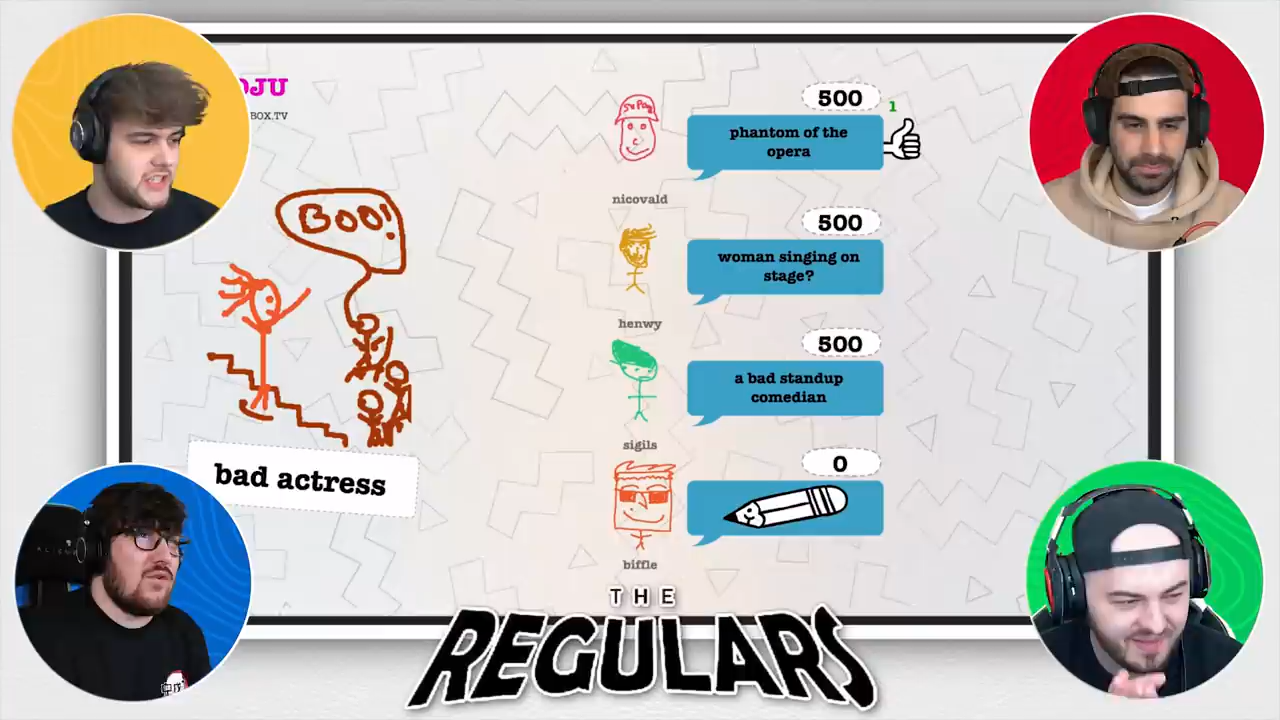 DJU
BOX.TV
BOO!
bad actress
500
1
phantom of the
opera
nicovald
500
woman singing on
stage?
henwy
500
a bad standup
comedian
sigils
0
biffle
THE
REGULARS